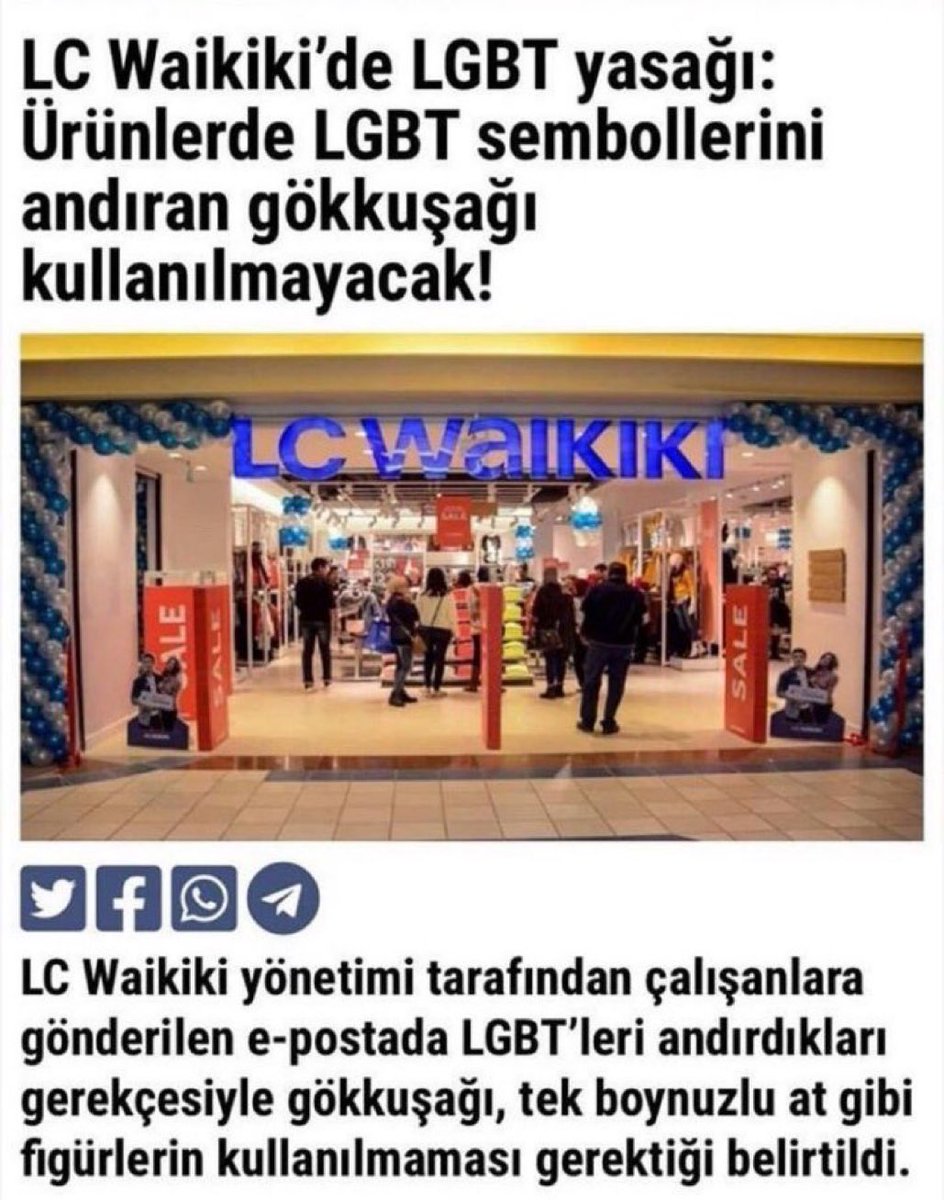 LC Waikiki’de LGBT yasağı:
Ürünlerde LGBT sembollerini
andıran gökkuşağı
kullanılmayacak!
LC WAIKIKI
SALE
SALE
SALE
SALE
LC Waikiki yönetimi tarafından çalışanlara
gönderilen e-postada LGBT’leri andırdıkları
gerekçesiyle gökkuşağı, tek boynuzlu at gibi
figürlerin kullanılmaması gerektiği belirtildi.